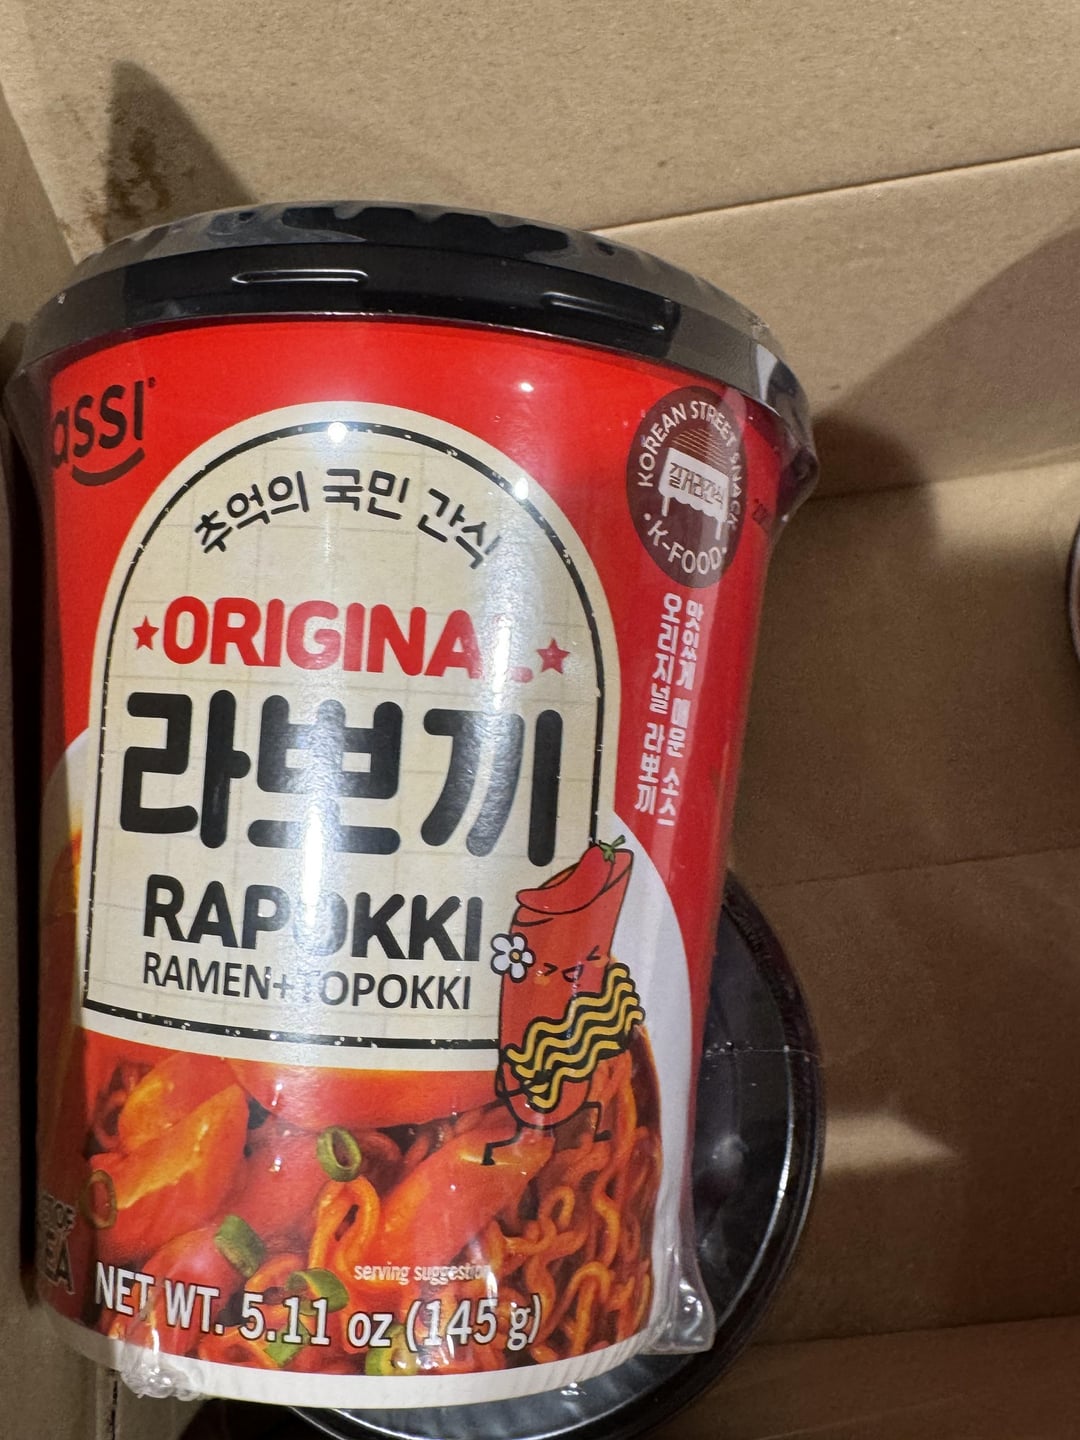 assi
추억의 국민 간식
ORIGINAL
라뽀끼
RAPOKKI
RAMEN+TOPOKKI
KOREAN STREET SNACK
길거리간식
K-FOOD
맛있게 매운 소스
오리지널 라뽀끼
serving suggestion
NET WT. 5.11 oz (145 g)